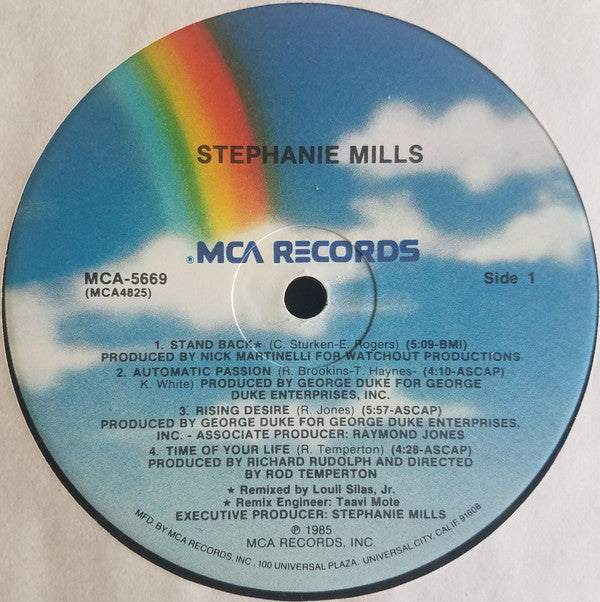 STEPHANIE MILLS
® MCA RECORDS
MCA-5669
(MCA4825)
Side 1
1. STAND BACK★ (C. Sturken-E. Rogers) (5:09-BMI)
PRODUCED BY NICK MARTINELLI FOR WATCHOUT PRODUCTIONS
2. AUTOMATIC PASSION (R. Brookins-T. Haynes- (4:10-ASCAP)
K. White) PRODUCED BY GEORGE DUKE FOR GEORGE
DUKE ENTERPRISES, INC.
3. RISING DESIRE (R. Jones) (5:57-ASCAP)
PRODUCED BY GEORGE DUKE FOR GEORGE DUKE ENTERPRISES,
INC. - ASSOCIATE PRODUCER: RAYMOND JONES
4. TIME OF YOUR LIFE (R. Temperton) (4:28-ASCAP)
PRODUCED BY RICHARD RUDOLPH AND DIRECTED
BY ROD TEMPERTON
★ Remixed by Louil Silas, Jr.
★ Remix Engineer: Taavi Mote
EXECUTIVE PRODUCER: STEPHANIE MILLS
℗ 1985
MCA RECORDS, INC.
MFD. BY MCA RECORDS, INC., 100 UNIVERSAL PLAZA, UNIVERSAL CITY, CALIF. 91608